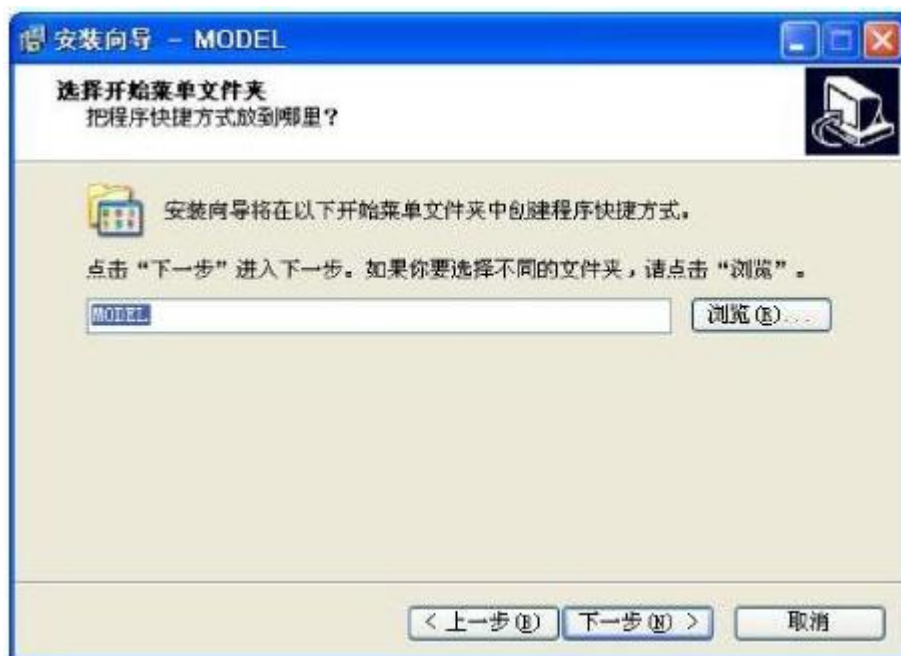 安装向导 - MODEL
选择开始菜单文件夹
把程序快捷方式放到哪里？
安装向导将在以下开始菜单文件夹中创建程序快捷方式。
点击“下一步”进入下一步。如果你要选择不同的文件夹，请点击“浏览”。
MODEL
浏览(R)...
< 上一步(B)
下一步(N) >
取消